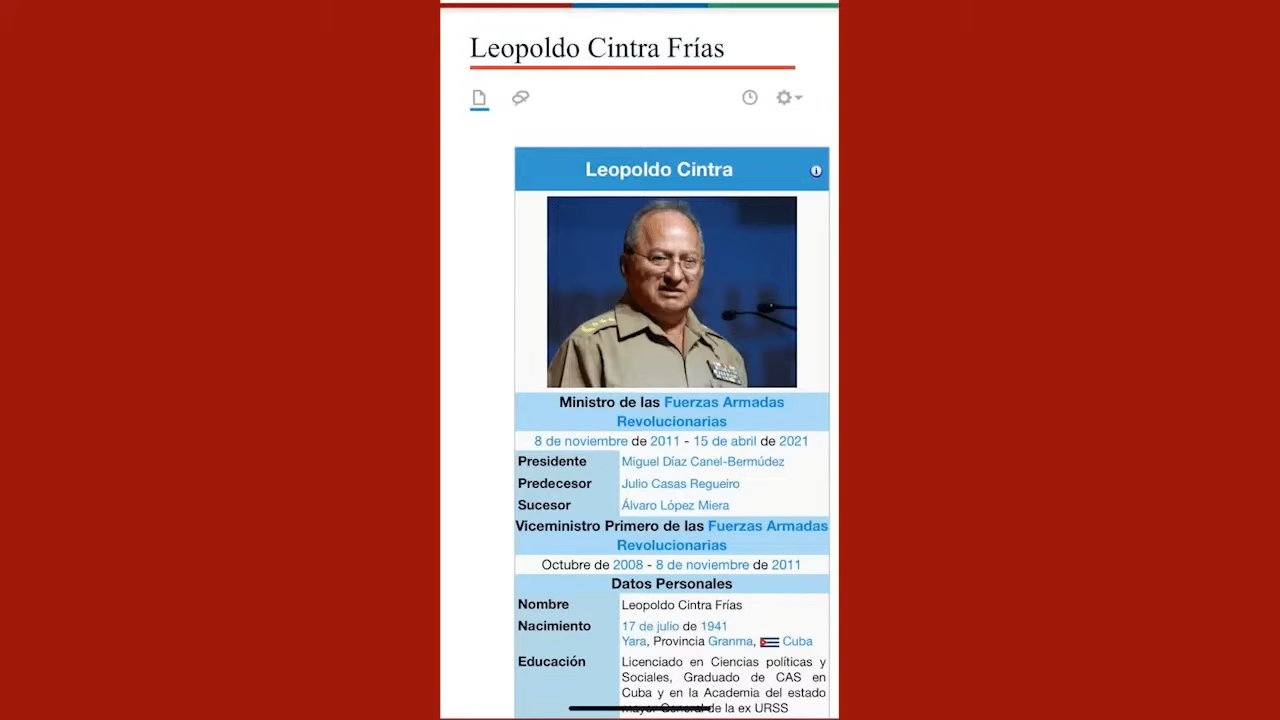 Leopoldo Cintra Frías
Leopoldo Cintra
Ministro de las Fuerzas Armadas
Revolucionarias
8 de noviembre de 2011 - 15 de abril de 2021
Presidente Miguel Díaz Canel-Bermúdez
Predecesor Julio Casas Regueiro
Sucesor Álvaro López Miera
Viceministro Primero de las Fuerzas Armadas
Revolucionarias
Octubre de 2008 - 8 de noviembre de 2011
Datos Personales
Nombre Leopoldo Cintra Frías
Nacimiento 17 de julio de 1941
Yara, Provincia Granma, Cuba
Educación Licenciado en Ciencias políticas y
Sociales, Graduado de CAS en
Cuba y en la Academia del estado
mayor General de la ex URSS